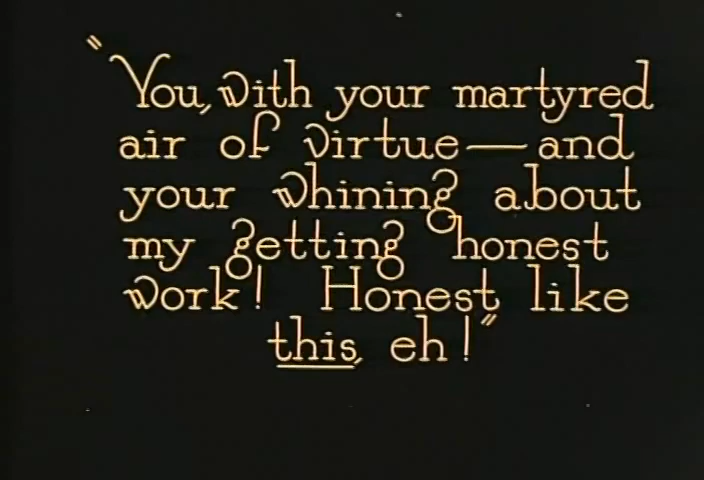 "You, with your martyred
air of virtue — and
your whining about
my getting honest
work! Honest, like
this, eh!"